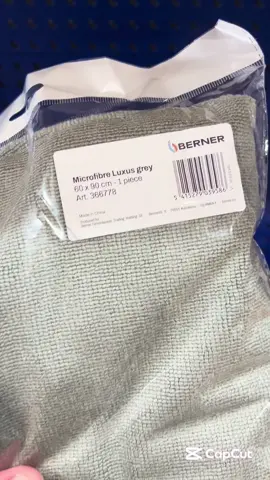 BERNER
Microfibre Luxus grey
60 x 90 cm - 1 piece
Art. 366778
Made in China
CapCut